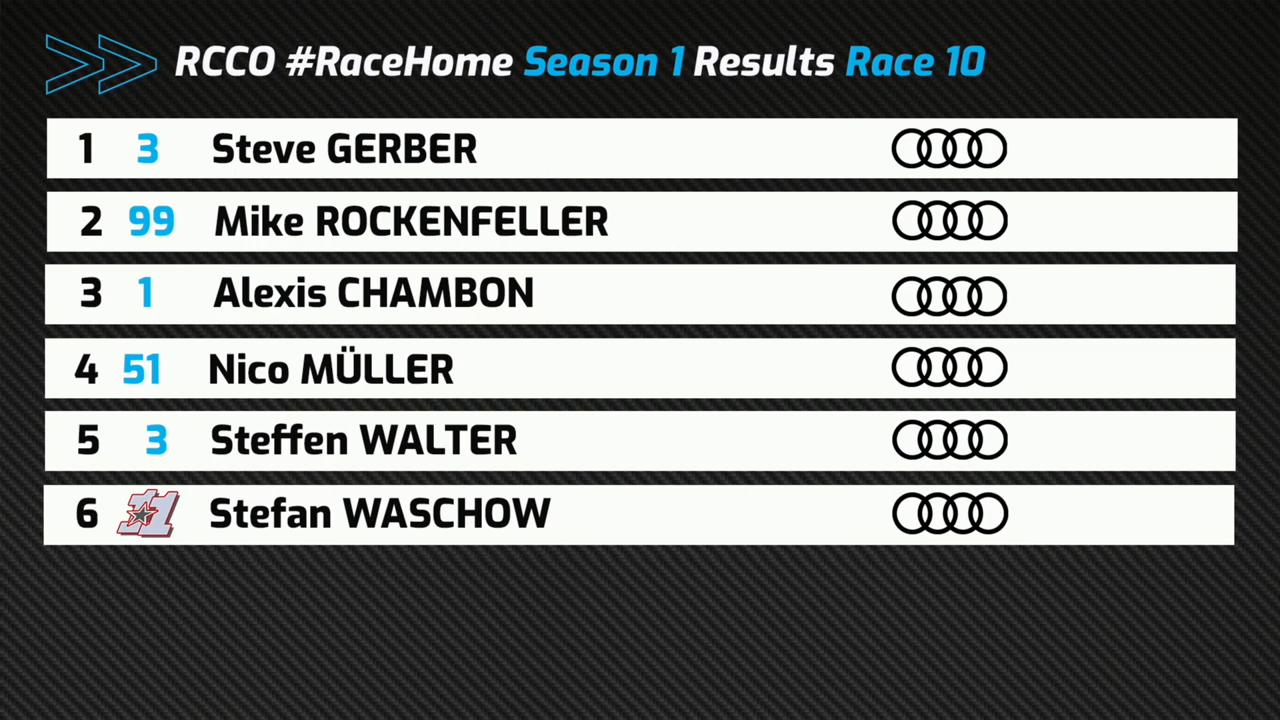 RCCO #RaceHome Season 1 Results Race 10
1 3 Steve GERBER
2 99 Mike ROCKENFELLER
3 1 Alexis CHAMBON
4 51 Nico MÜLLER
5 3 Steffen WALTER
6 31 Stefan WASCHOW